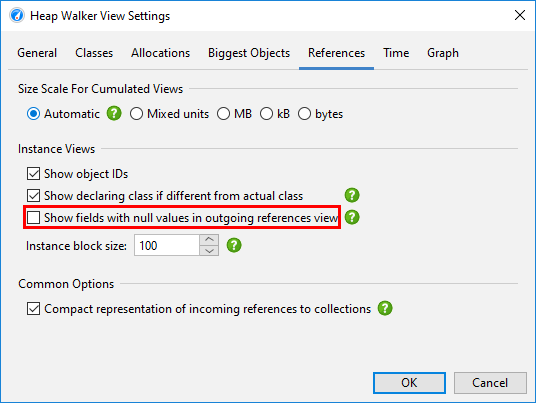 Heap Walker View Settings
General Classes Allocations Biggest Objects References Time Graph
Size Scale For Cumulated Views
Automatic ? Mixed units MB kB bytes
Instance Views
Show object IDs
Show declaring class if different from actual class ?
Show fields with null values in outgoing references view ?
Instance block size: 100 ?
Common Options
Compact representation of incoming references to collections ?
OK Cancel